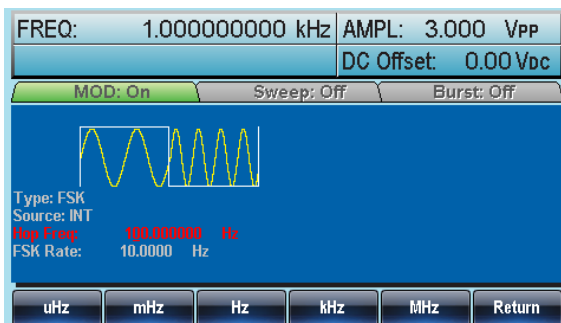 FREQ: 1.000000000 kHz AMPL: 3.000 VPP
DC Offset: 0.00 VDC
MOD: On Sweep: Off Burst: Off
Type: FSK
Source: INT
Hop Freq: 100.000000 Hz
FSK Rate: 10.0000 Hz
uHz mHz Hz kHz MHz Return